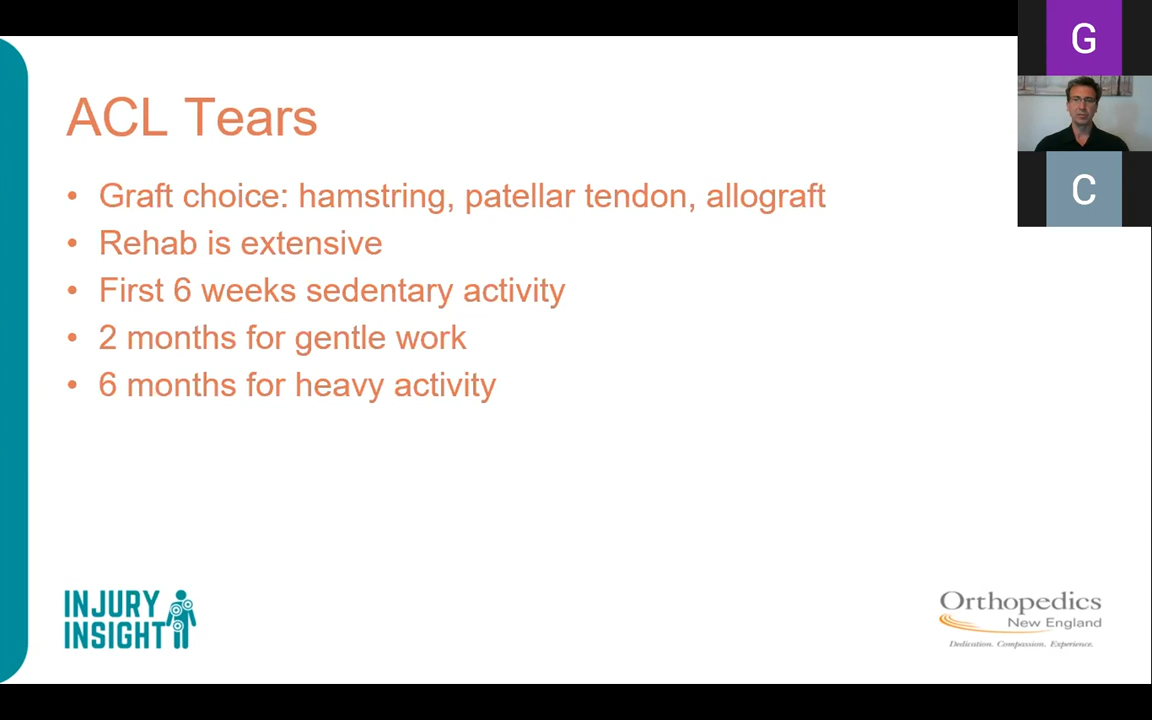 G
ACL Tears
C
• Graft choice: hamstring, patellar tendon, allograft
• Rehab is extensive
• First 6 weeks sedentary activity
• 2 months for gentle work
• 6 months for heavy activity
INJURY
INSIGHT
Orthopedics
New England
Dedication. Compassion. Experience.